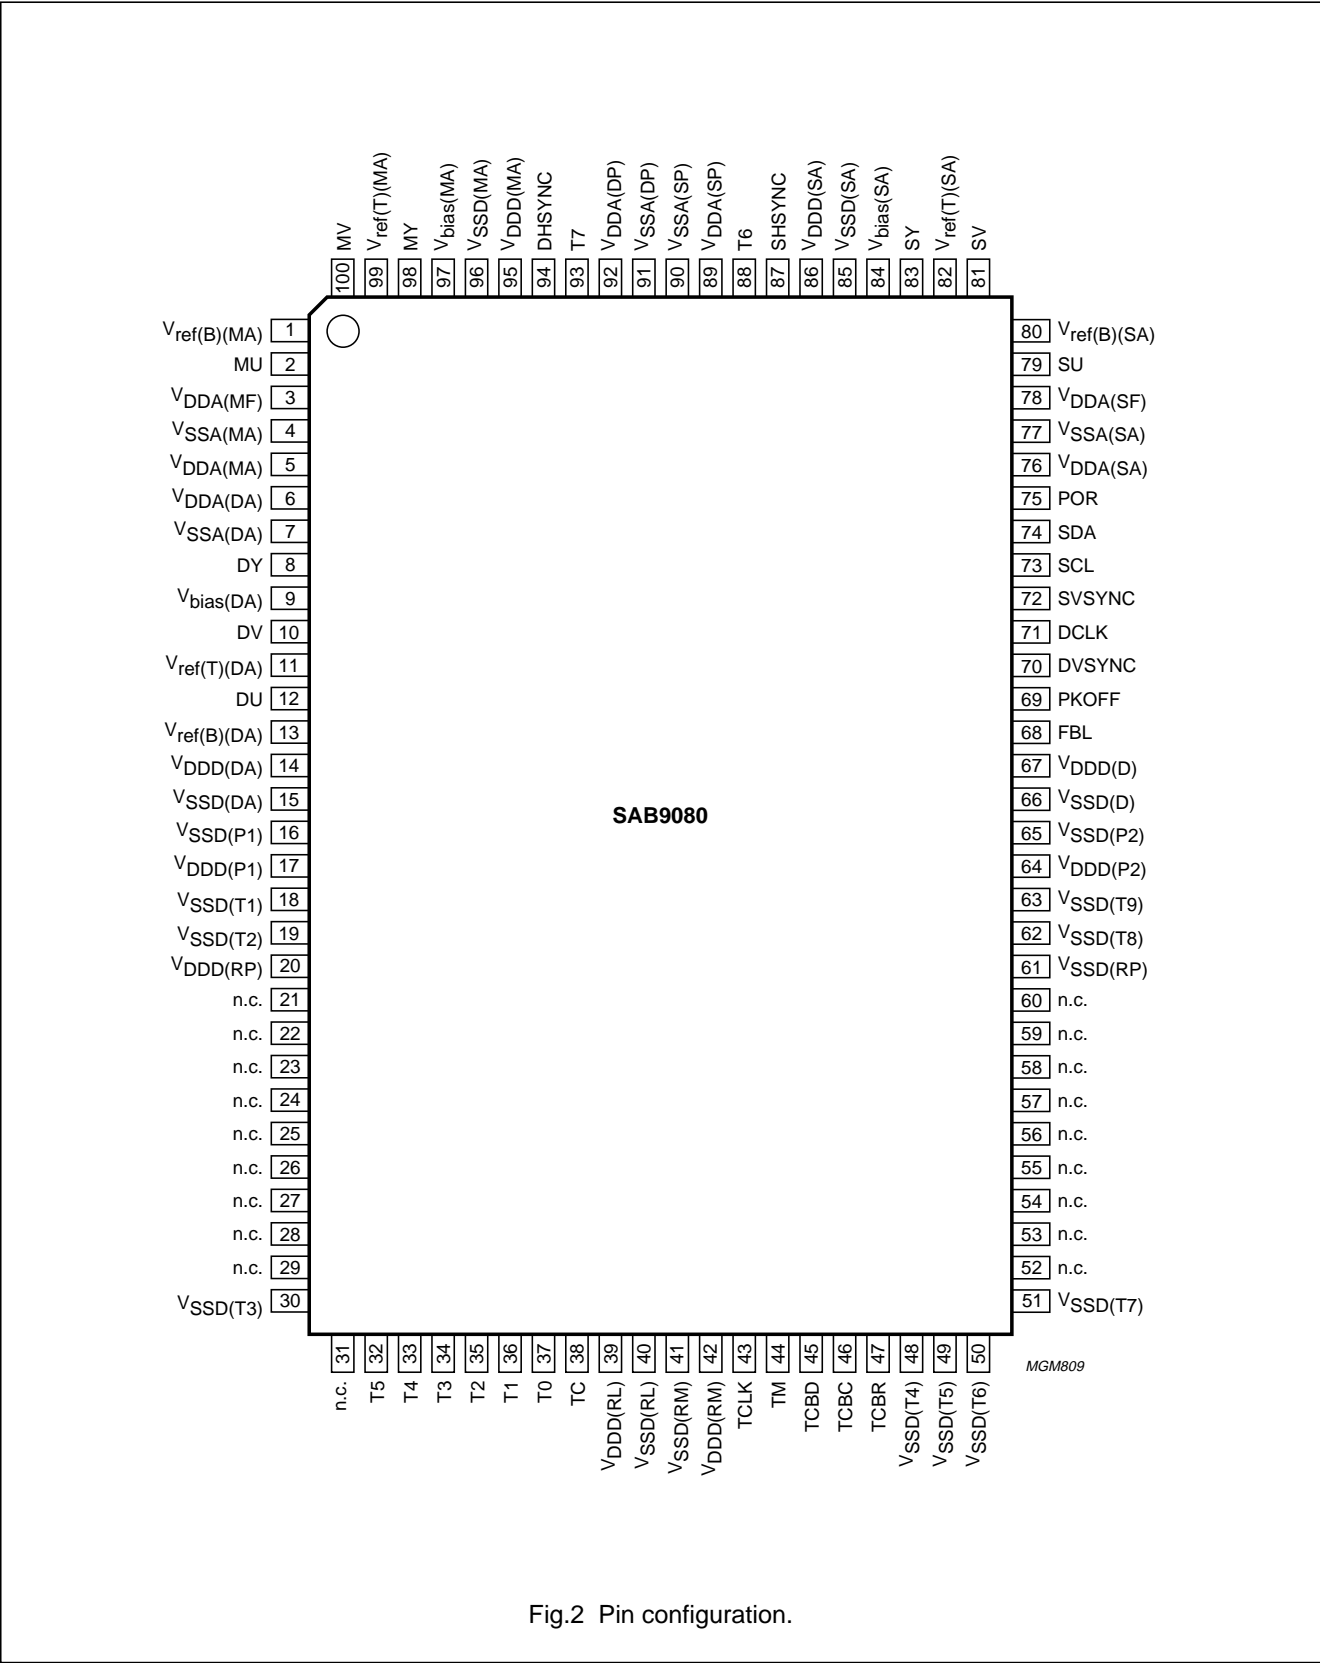 MV
Vref(T)(MA)
MY
Vbias(MA)
VSSD(MA)
VDDD(MA)
DHSYNC
T7
VDDA(DP)
VSSA(DP)
VSSA(SP)
VDDA(SP)
T6
SHSYNC
VDDD(SA)
VSSD(SA)
Vbias(SA)
SY
Vref(T)(SA)
SV
100
99
98
97
96
95
94
93
92
91
90
89
88
87
86
85
84
83
82
81
Vref(B)(MA) 1
MU 2
VDDA(MF) 3
VSSA(MA) 4
VDDA(MA) 5
VDDA(DA) 6
VSSA(DA) 7
DY 8
Vbias(DA) 9
DV 10
Vref(T)(DA) 11
DU 12
Vref(B)(DA) 13
VDDD(DA) 14
VSSD(DA) 15
VSSD(P1) 16
VDDD(P1) 17
VSSD(T1) 18
VSSD(T2) 19
VDDD(RP) 20
n.c. 21
n.c. 22
n.c. 23
n.c. 24
n.c. 25
n.c. 26
n.c. 27
n.c. 28
n.c. 29
VSSD(T3) 30
SAB9080
80 Vref(B)(SA)
79 SU
78 VDDA(SF)
77 VSSA(SA)
76 VDDA(SA)
75 POR
74 SDA
73 SCL
72 SVSYNC
71 DCLK
70 DVSYNC
69 PKOFF
68 FBL
67 VDDD(D)
66 VSSD(D)
65 VSSD(P2)
64 VDDD(P2)
63 VSSD(T9)
62 VSSD(T8)
61 VSSD(RP)
60 n.c.
59 n.c.
58 n.c.
57 n.c.
56 n.c.
55 n.c.
54 n.c.
53 n.c.
52 n.c.
51 VSSD(T7)
31
32
33
34
35
36
37
38
39
40
41
42
43
44
45
46
47
48
49
50
n.c.
T5
T4
T3
T2
T1
T0
TC
VDDD(RL)
VSSD(RL)
VSSD(RM)
VDDD(RM)
TCLK
TM
TCBD
TCBC
TCBR
VSSD(T4)
VSSD(T5)
VSSD(T6)
MGM809
Fig.2 Pin configuration.